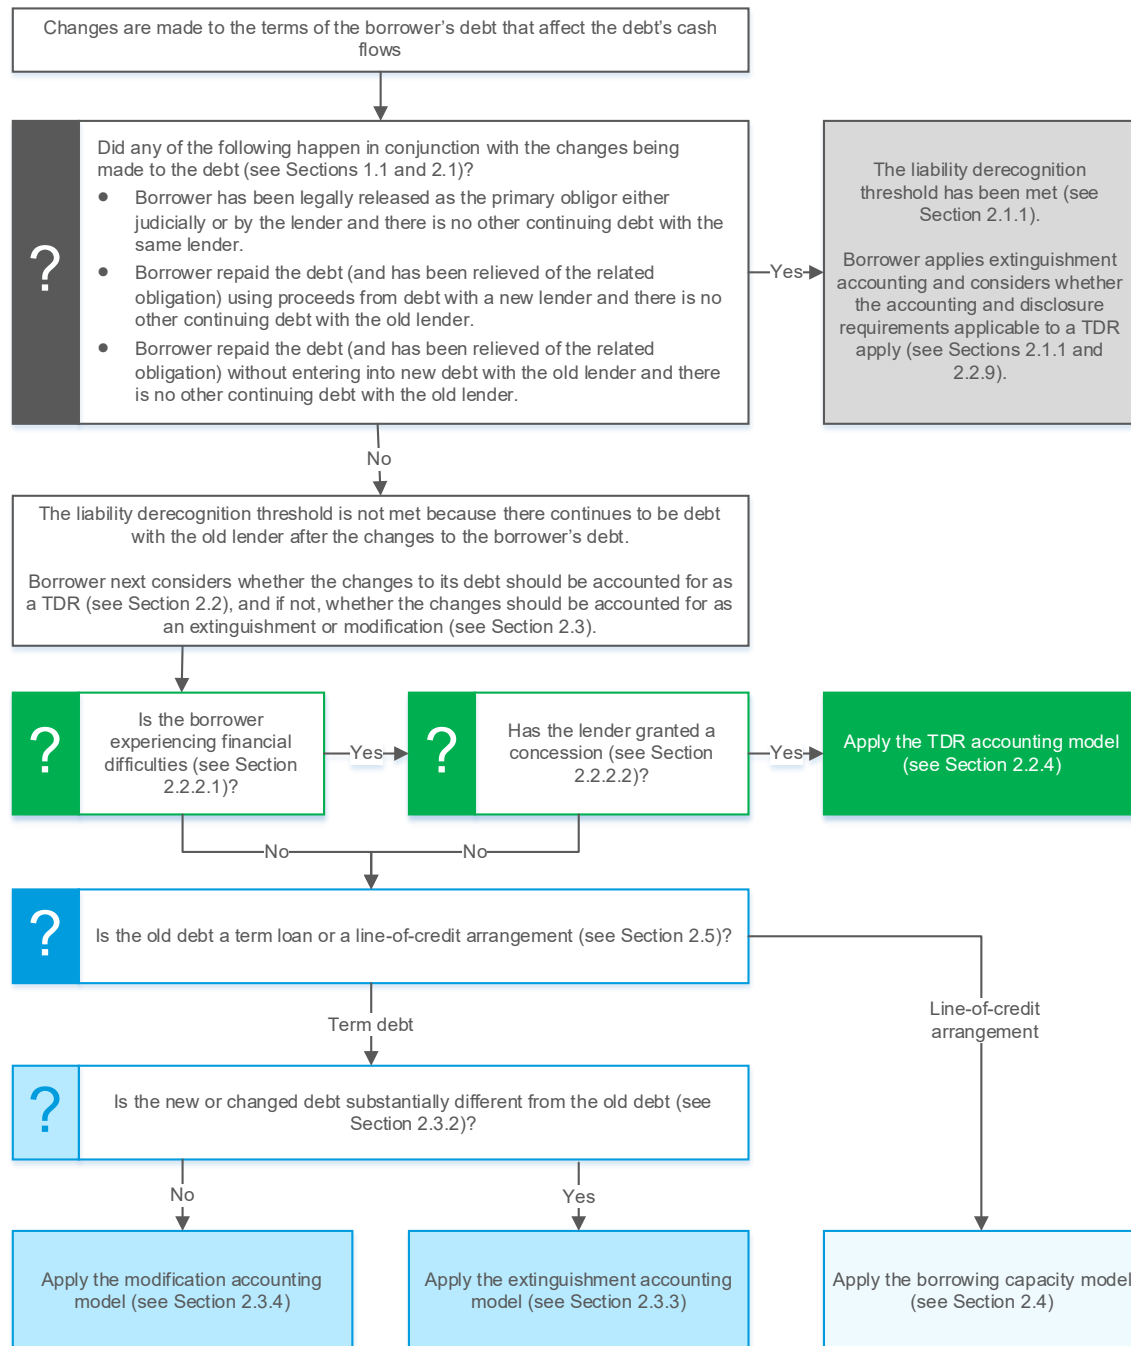 Changes are made to the terms of the borrower’s debt that affect the debt’s cash
flows
?
Did any of the following happen in conjunction with the changes being
made to the debt (see Sections 1.1 and 2.1)?
● Borrower has been legally released as the primary obligor either
judicially or by the lender and there is no other continuing debt with the
same lender.
● Borrower repaid the debt (and has been relieved of the related
obligation) using proceeds from debt with a new lender and there is no
other continuing debt with the old lender.
● Borrower repaid the debt (and has been relieved of the related
obligation) without entering into new debt with the old lender and there
is no other continuing debt with the old lender.
Yes
The liability derecognition
threshold has been met (see
Section 2.1.1).
Borrower applies extinguishment
accounting and considers whether
the accounting and disclosure
requirements applicable to a TDR
apply (see Sections 2.1.1 and
2.2.9).
No
The liability derecognition threshold is not met because there continues to be debt
with the old lender after the changes to the borrower’s debt.
Borrower next considers whether the changes to its debt should be accounted for as
a TDR (see Section 2.2), and if not, whether the changes should be accounted for as
an extinguishment or modification (see Section 2.3).
?
Is the borrower
experiencing financial
difficulties (see Section
2.2.2.1)?
Yes
?
Has the lender granted a
concession (see Section
2.2.2.2)?
Yes
Apply the TDR accounting model
(see Section 2.2.4)
No
No
?
Is the old debt a term loan or a line-of-credit arrangement (see Section 2.5)?
Term debt
Line-of-credit
arrangement
?
Is the new or changed debt substantially different from the old debt (see
Section 2.3.2)?
No
Yes
Apply the modification accounting
model (see Section 2.3.4)
Apply the extinguishment accounting
model (see Section 2.3.3)
Apply the borrowing capacity model
(see Section 2.4)